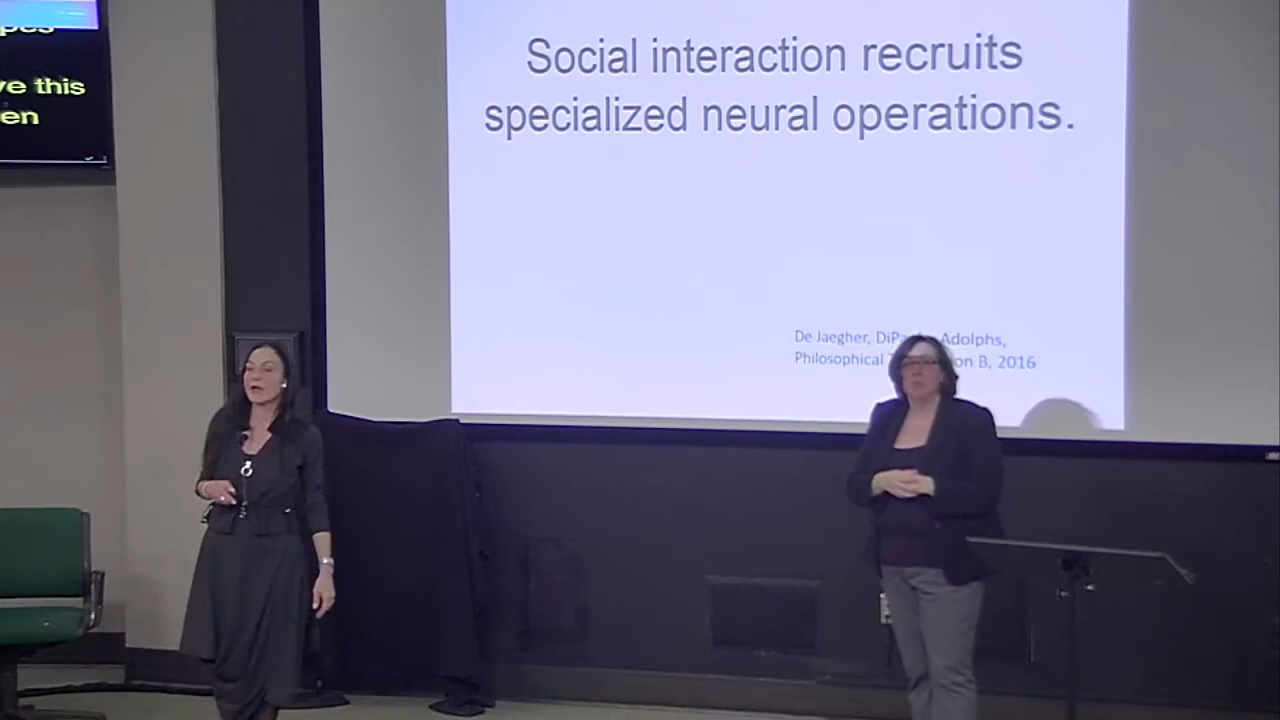 ve this
en
Social interaction recruits
specialized neural operations.
De Jaegher, Adolphs,
Philosophical B, 2016